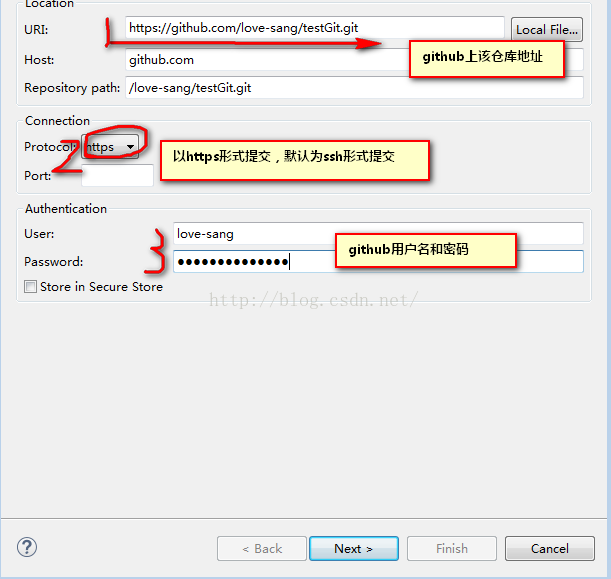 Location
URI: https://github.com/love-sang/testGit.git Local File...
1
github上该仓库地址
Host: github.com
Repository path: /love-sang/testGit.git
Connection
Protocol: https
2
以https形式提交，默认为ssh形式提交
Port:
Authentication
User: love-sang
3
github用户名和密码
Password: ●●●●●●●●●●●●●●
Store in Secure Store
http://blog.csdn.net/
? < Back Next > Finish Cancel